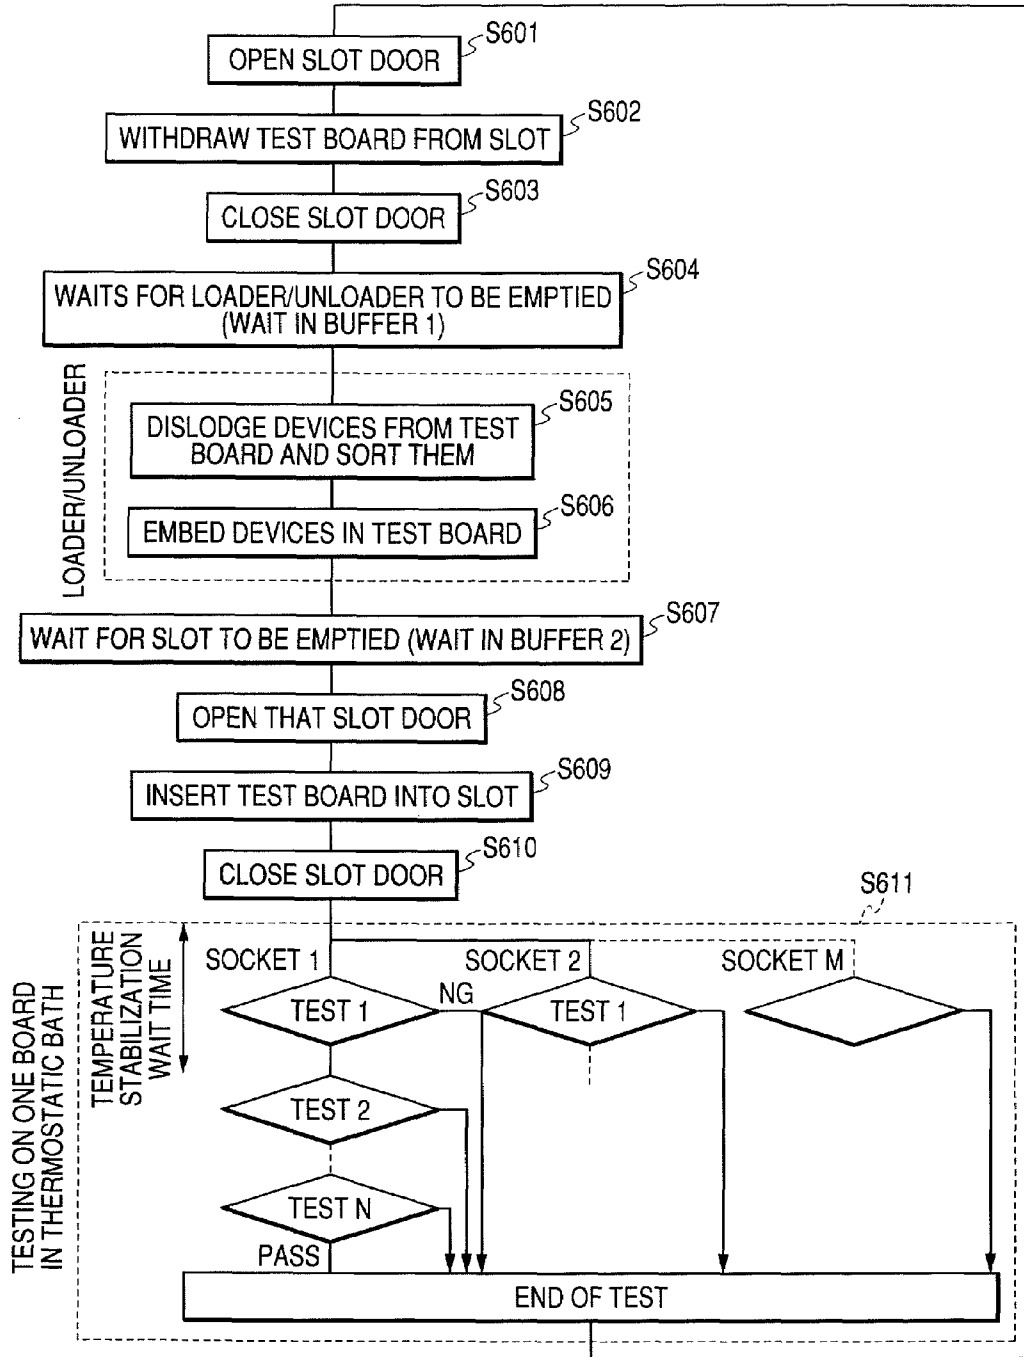 S601
OPEN SLOT DOOR
S602
WITHDRAW TEST BOARD FROM SLOT
S603
CLOSE SLOT DOOR
S604
WAITS FOR LOADER/UNLOADER TO BE EMPTIED
(WAIT IN BUFFER 1)
LOADER/UNLOADER
S605
DISLODGE DEVICES FROM TEST
BOARD AND SORT THEM
S606
EMBED DEVICES IN TEST BOARD
S607
WAIT FOR SLOT TO BE EMPTIED (WAIT IN BUFFER 2)
S608
OPEN THAT SLOT DOOR
S609
INSERT TEST BOARD INTO SLOT
S610
CLOSE SLOT DOOR
S611
TESTING ON ONE BOARD
IN THERMOSTATIC BATH
TEMPERATURE
STABILIZATION
WAIT TIME
SOCKET 1
SOCKET 2
SOCKET M
TEST 1
NG
TEST 1
TEST 2
TEST N
PASS
END OF TEST